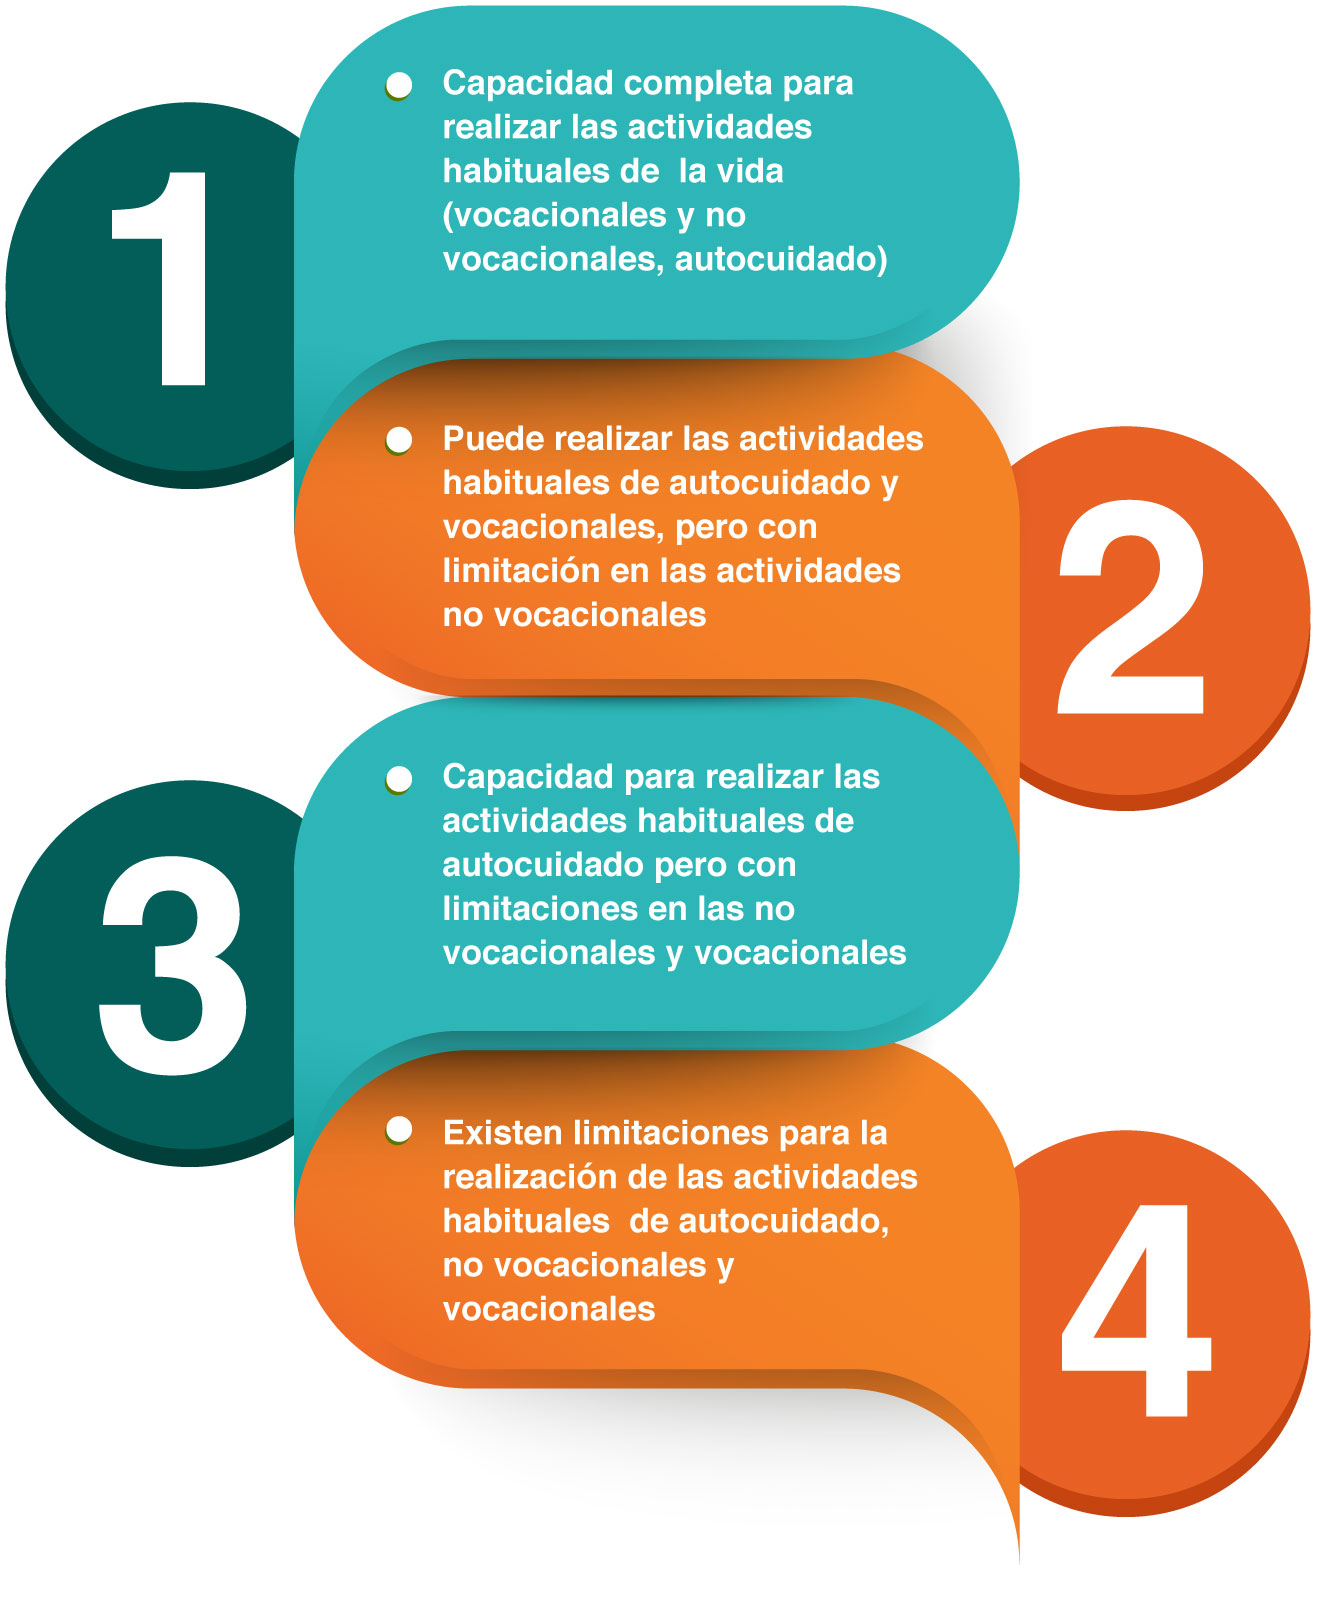 1
Capacidad completa para
realizar las actividades
habituales de  la vida
(vocacionales y no
vocacionales, autocuidado)
2
Puede realizar las actividades
habituales de autocuidado y
vocacionales, pero con
limitación en las actividades
no vocacionales
3
Capacidad para realizar las
actividades habituales de
autocuidado pero con
limitaciones en las no
vocacionales y vocacionales
4
Existen limitaciones para la
realización de las actividades
habituales  de autocuidado,
no vocacionales y
vocacionales